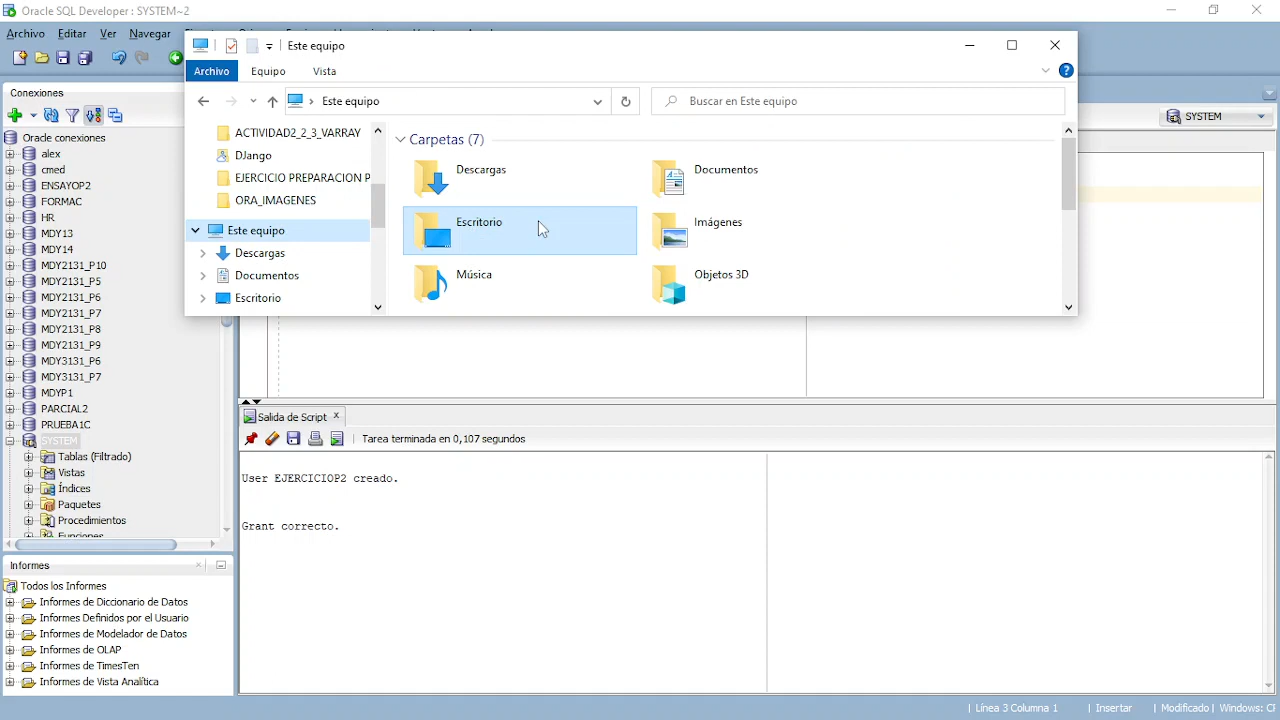 Oracle SQL Developer : SYSTEM~2
Archivo Editar Ver Navegar
Este equipo
Archivo Equipo Vista
Este equipo
Buscar en Este equipo
ACTIVIDAD2_2_3_VARRAY
DJango
EJERCICIO PREPARACION P
ORA_IMAGENES
Este equipo
Descargas
Documentos
Escritorio
Carpetas (7)
Descargas
Documentos
Escritorio
Imágenes
Música
Objetos 3D
SYSTEM
Conexiones
Oracle conexiones
alex
cmed
ENSAYOP2
FORMAC
HR
MDY13
MDY14
MDY2131_P10
MDY2131_P5
MDY2131_P6
MDY2131_P7
MDY2131_P8
MDY2131_P9
MDY3131_P6
MDY3131_P7
MDYP1
PARCIAL2
PRUEBA1C
SYSTEM
Tablas (Filtrado)
Vistas
Índices
Paquetes
Procedimientos
Funciones
Salida de Script
Tarea terminada en 0,107 segundos
User EJERCICIOP2 creado.
Grant correcto.
Informes
Todos los Informes
Informes de Diccionario de Datos
Informes Definidos por el Usuario
Informes de Modelador de Datos
Informes de OLAP
Informes de TimesTen
Informes de Vista Analítica
Línea 3 Columna 1 | Insertar | Modificado | Windows: CF